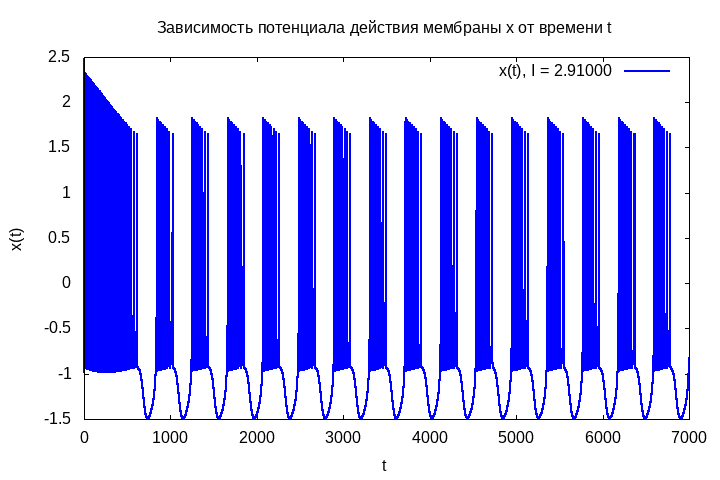 Зависимость потенциала действия мембраны x от времени t
x(t), I = 2.91000
2.5
2
1.5
1
0.5
0
-0.5
-1
-1.5
x(t)
0 1000 2000 3000 4000 5000 6000 7000
t